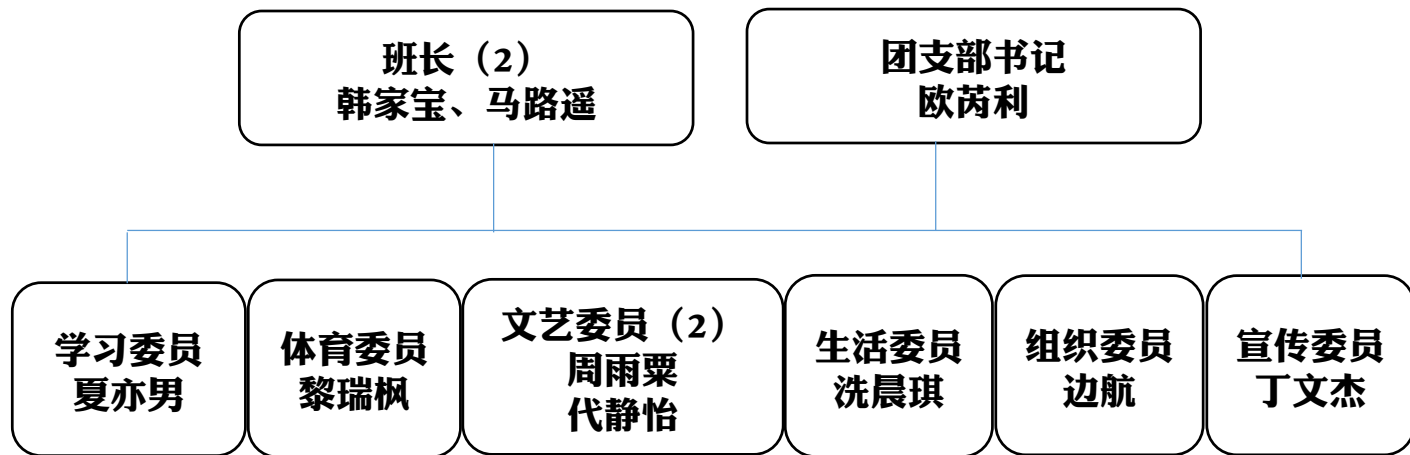 班长（2）
韩家宝、马路遥
团支部书记
欧芮利
学习委员
夏亦男
体育委员
黎瑞枫
文艺委员（2）
周雨粟
代静怡
生活委员
洗晨琪
组织委员
边航
宣传委员
丁文杰